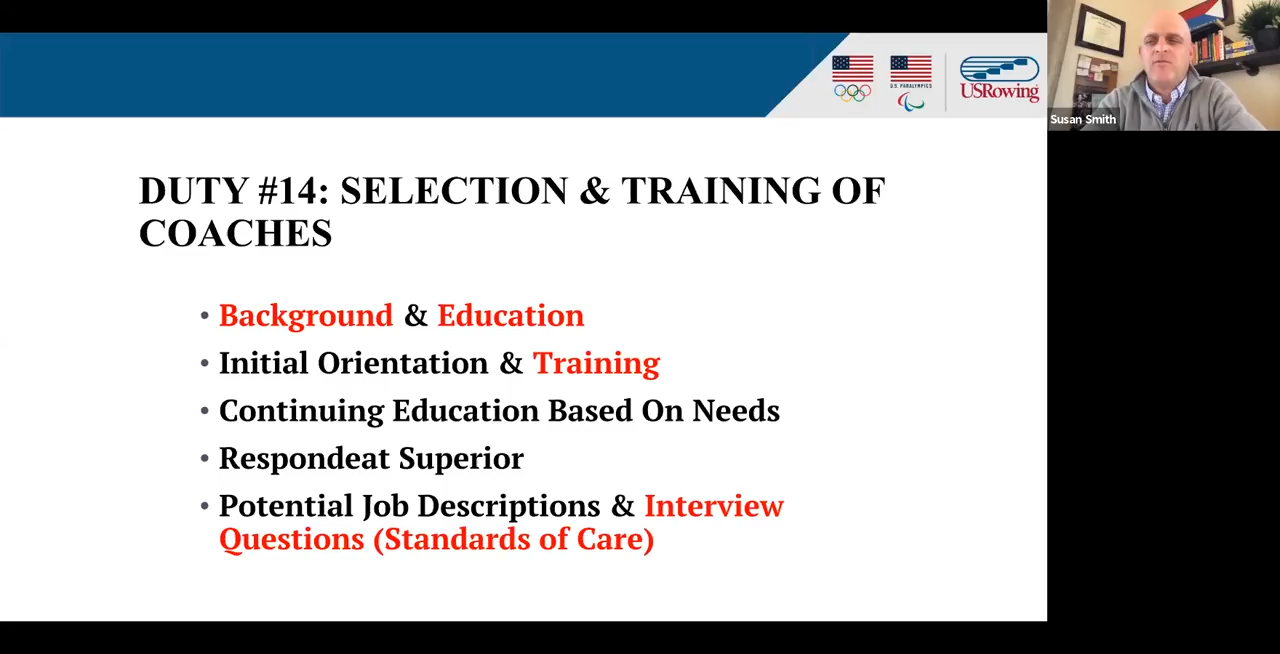 U.S. PARALYMPICS
USRowing
Susan Smith
DUTY #14: SELECTION & TRAINING OF
COACHES
• Background & Education
• Initial Orientation & Training
• Continuing Education Based On Needs
• Respondeat Superior
• Potential Job Descriptions & Interview
Questions (Standards of Care)